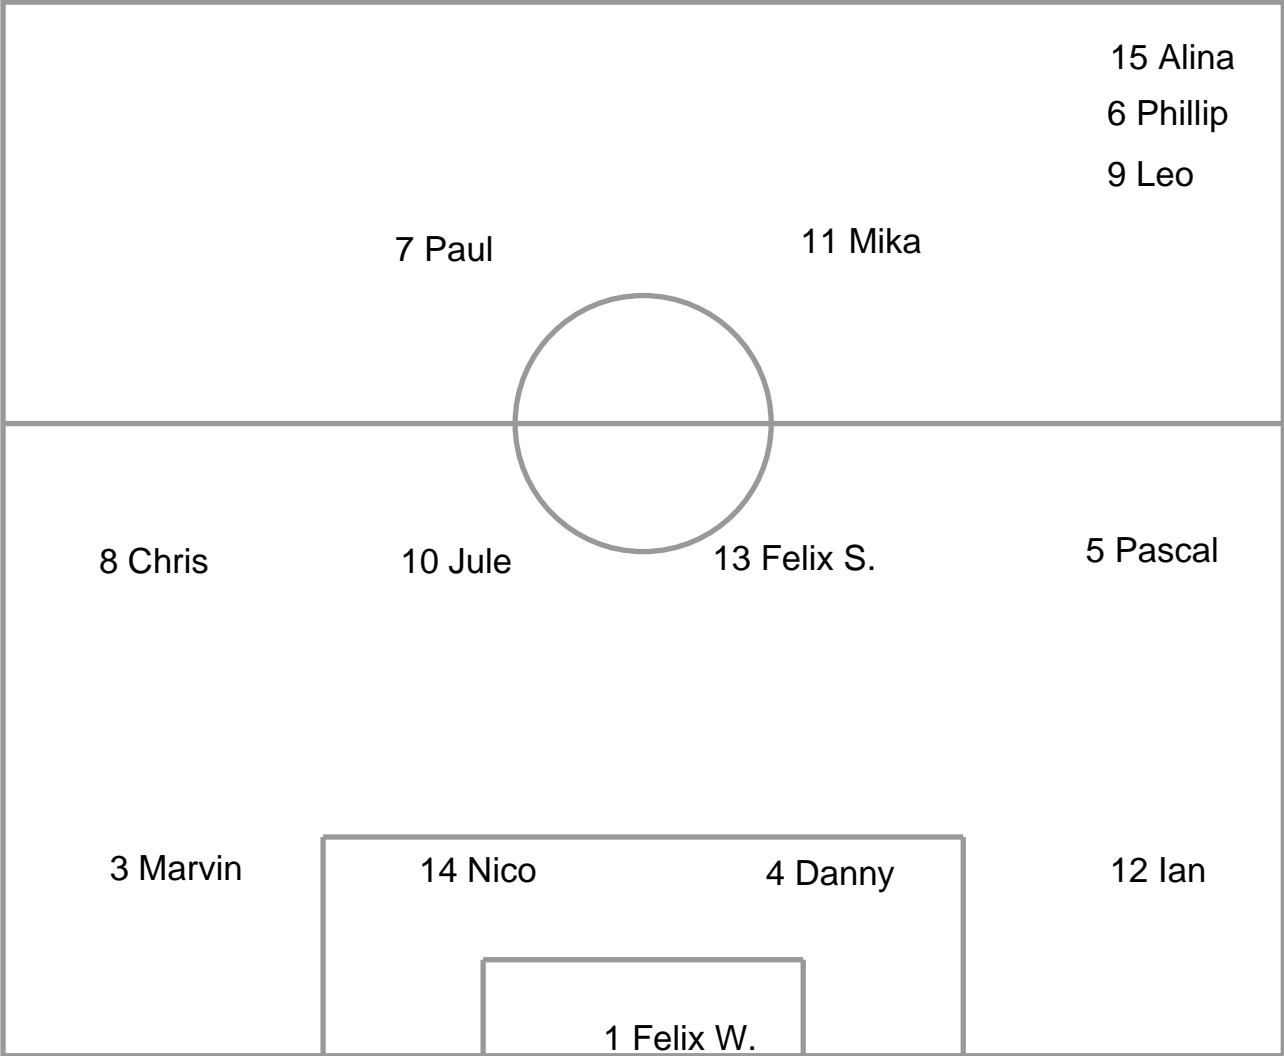 15 Alina
6 Phillip
9 Leo
7 Paul
11 Mika
8 Chris
10 Jule
13 Felix S.
5 Pascal
3 Marvin
14 Nico
4 Danny
12 Ian
1 Felix W.